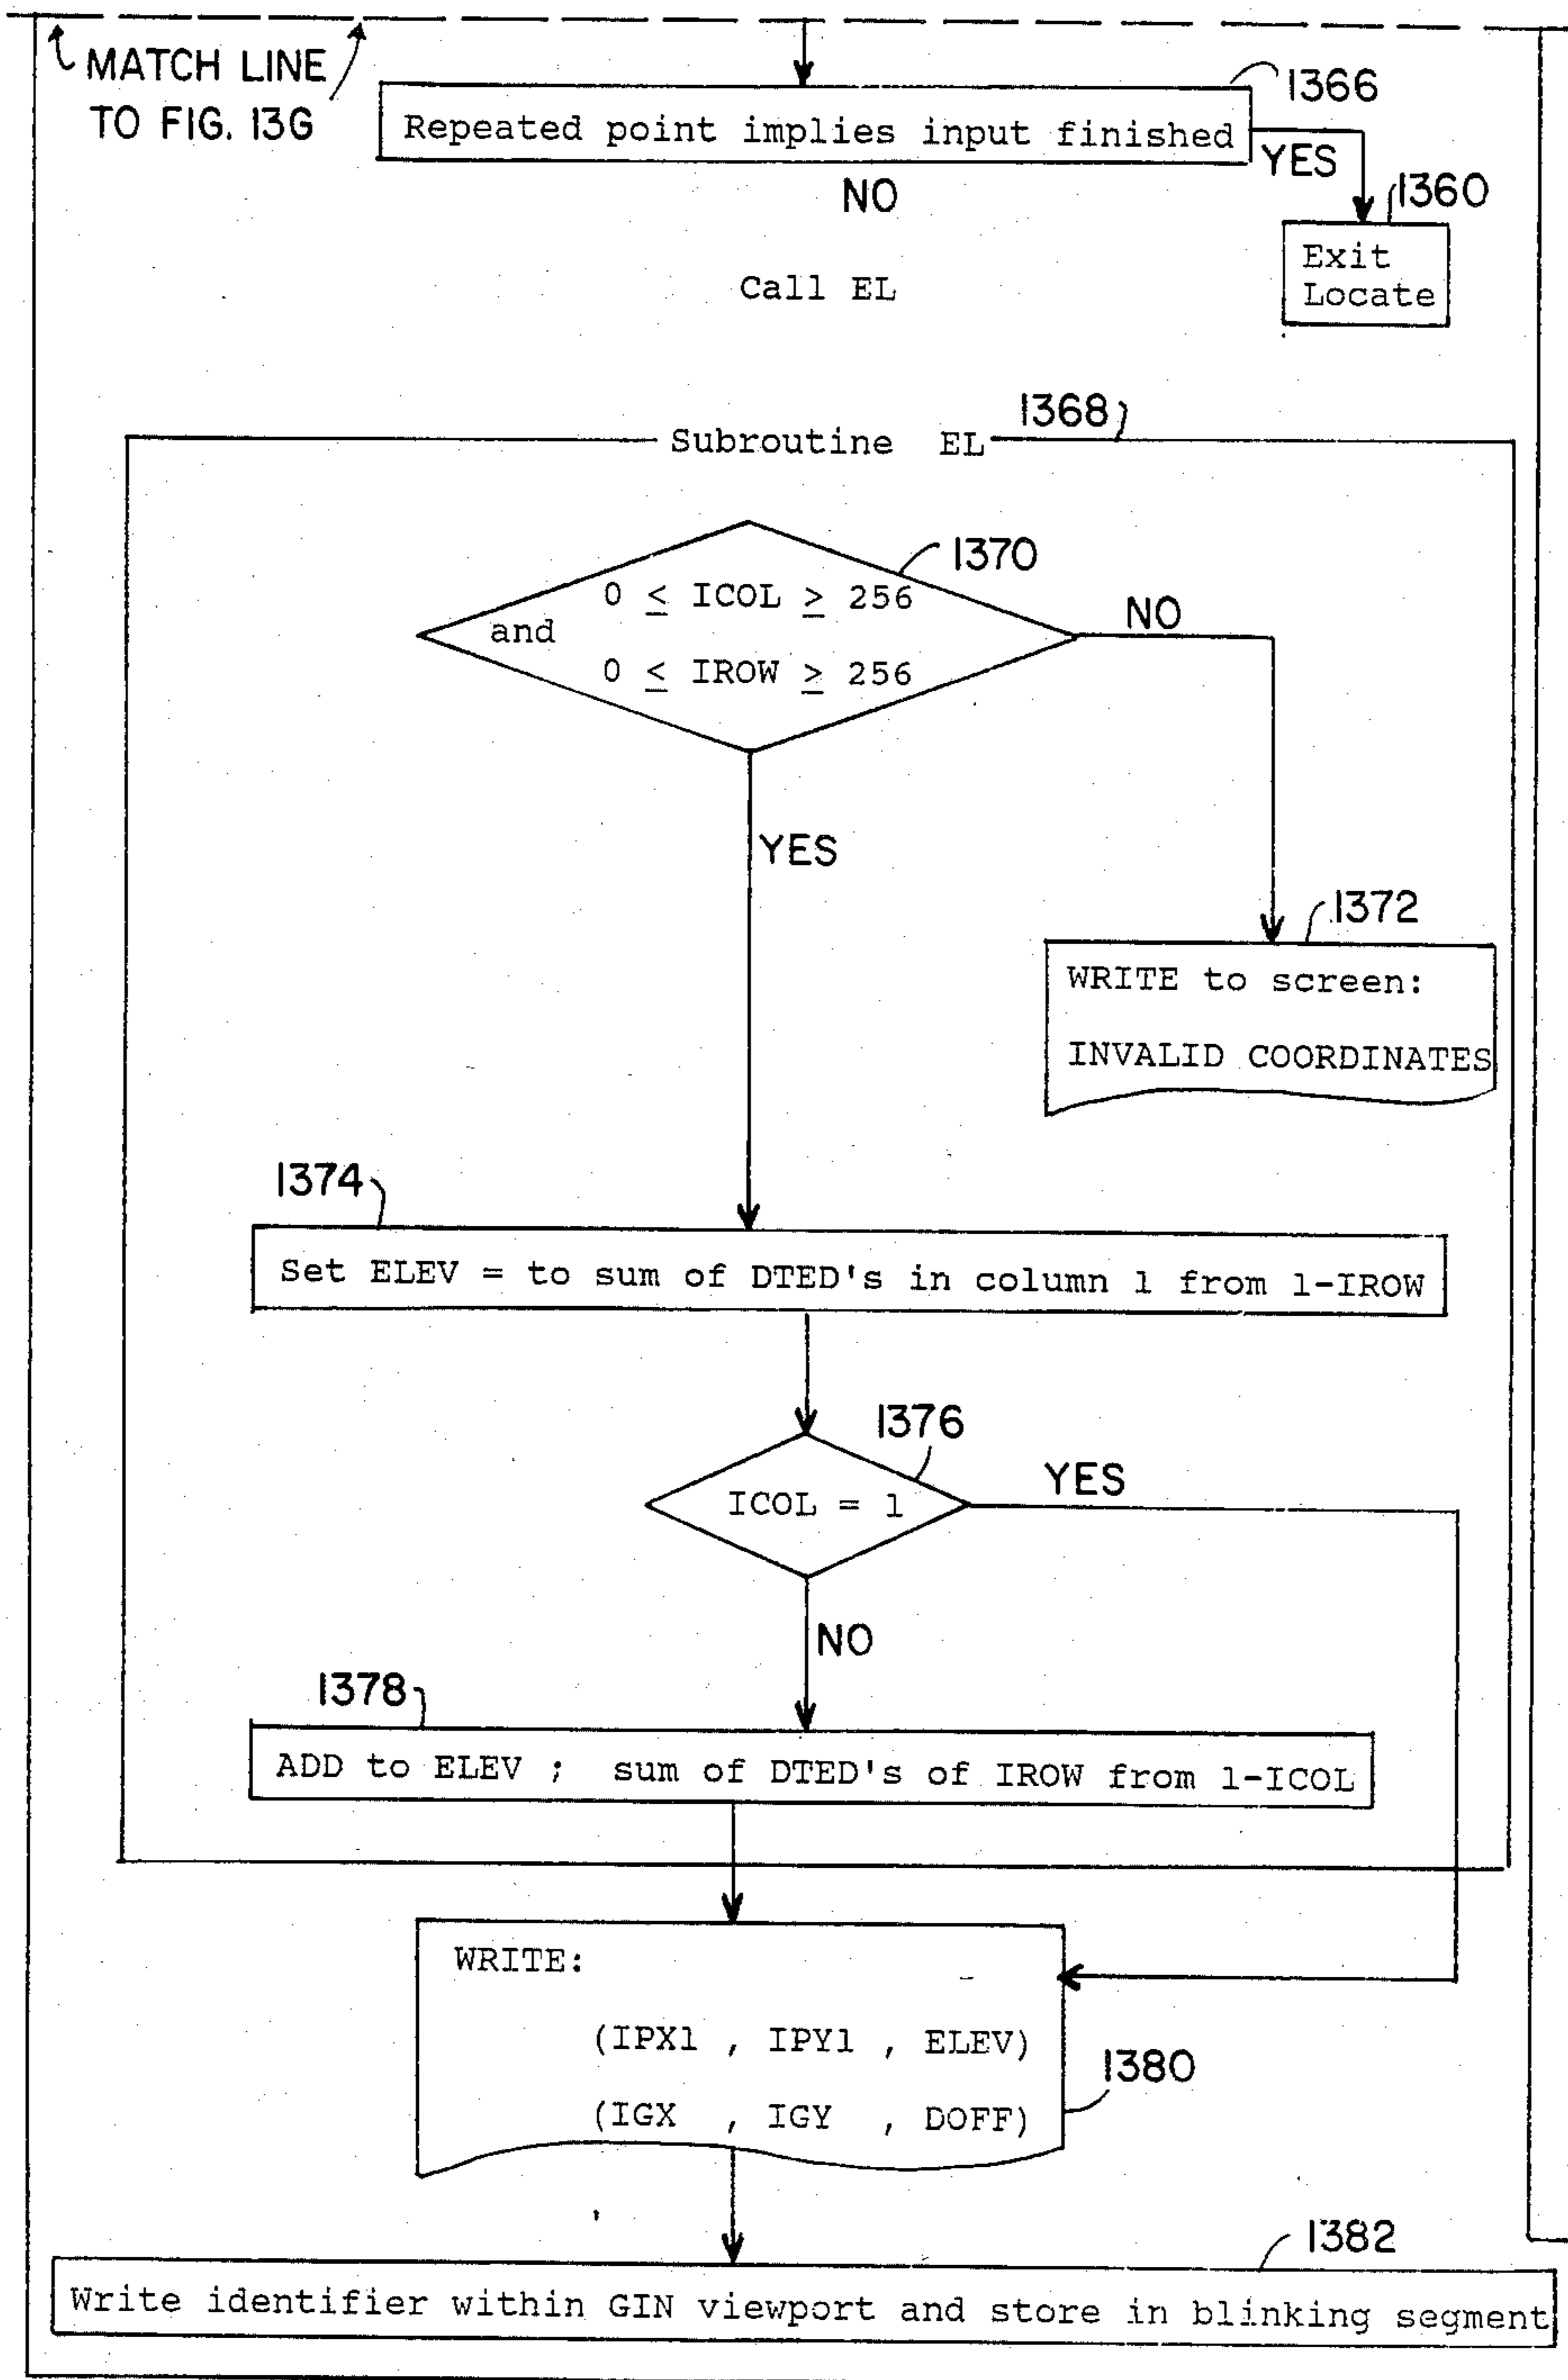 MATCH LINE
TO FIG. 13G
1366
Repeated point implies input finished
YES
NO
1360
Exit
Locate
Call EL
1368
Subroutine EL
1370
0 ≤ ICOL ≥ 256
and
0 ≤ IROW ≥ 256
NO
YES
1372
WRITE to screen:
INVALID COORDINATES
1374
Set ELEV = to sum of DTED's in column 1 from 1-IROW
1376
ICOL = 1
YES
NO
1378
ADD to ELEV ; sum of DTED's of IROW from 1-ICOL
WRITE:
(IPX1 , IPY1 , ELEV)
(IGX , IGY , DOFF)
1380
1382
Write identifier within GIN viewport and store in blinking segment